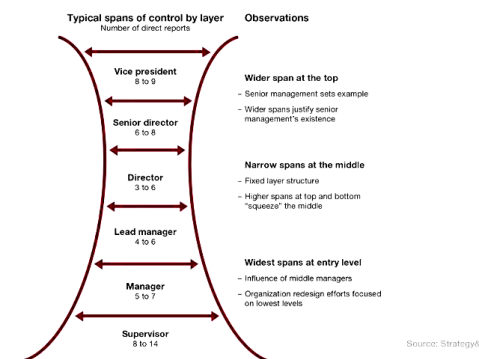 Typical spans of control by layer
Number of direct reports
Vice president
8 to 9
Senior director
6 to 8
Director
3 to 6
Lead manager
4 to 6
Manager
5 to 7
Supervisor
8 to 14
Observations
Wider span at the top
– Senior management sets example
– Wider spans justify senior
management's existence
Narrow spans at the middle
– Fixed layer structure
– Higher spans at top and bottom
"squeeze" the middle
Widest spans at entry level
– Influence of middle managers
– Organization redesign efforts focused
on lowest levels
Source: Strategy&